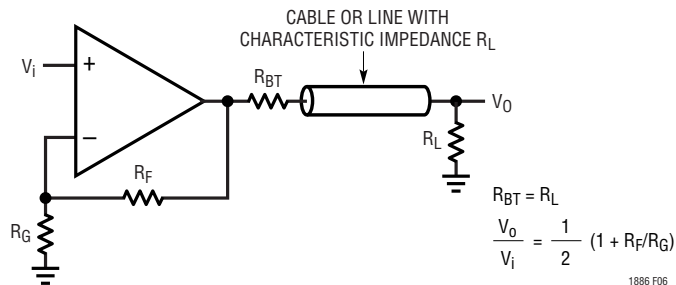 CABLE OR LINE WITH
CHARACTERISTIC IMPEDANCE RL
Vi
+
–
RBT
VO
RL
RF
RG
RBT = RL
Vo/Vi = 1/2 (1 + RF/RG)
1886 F06